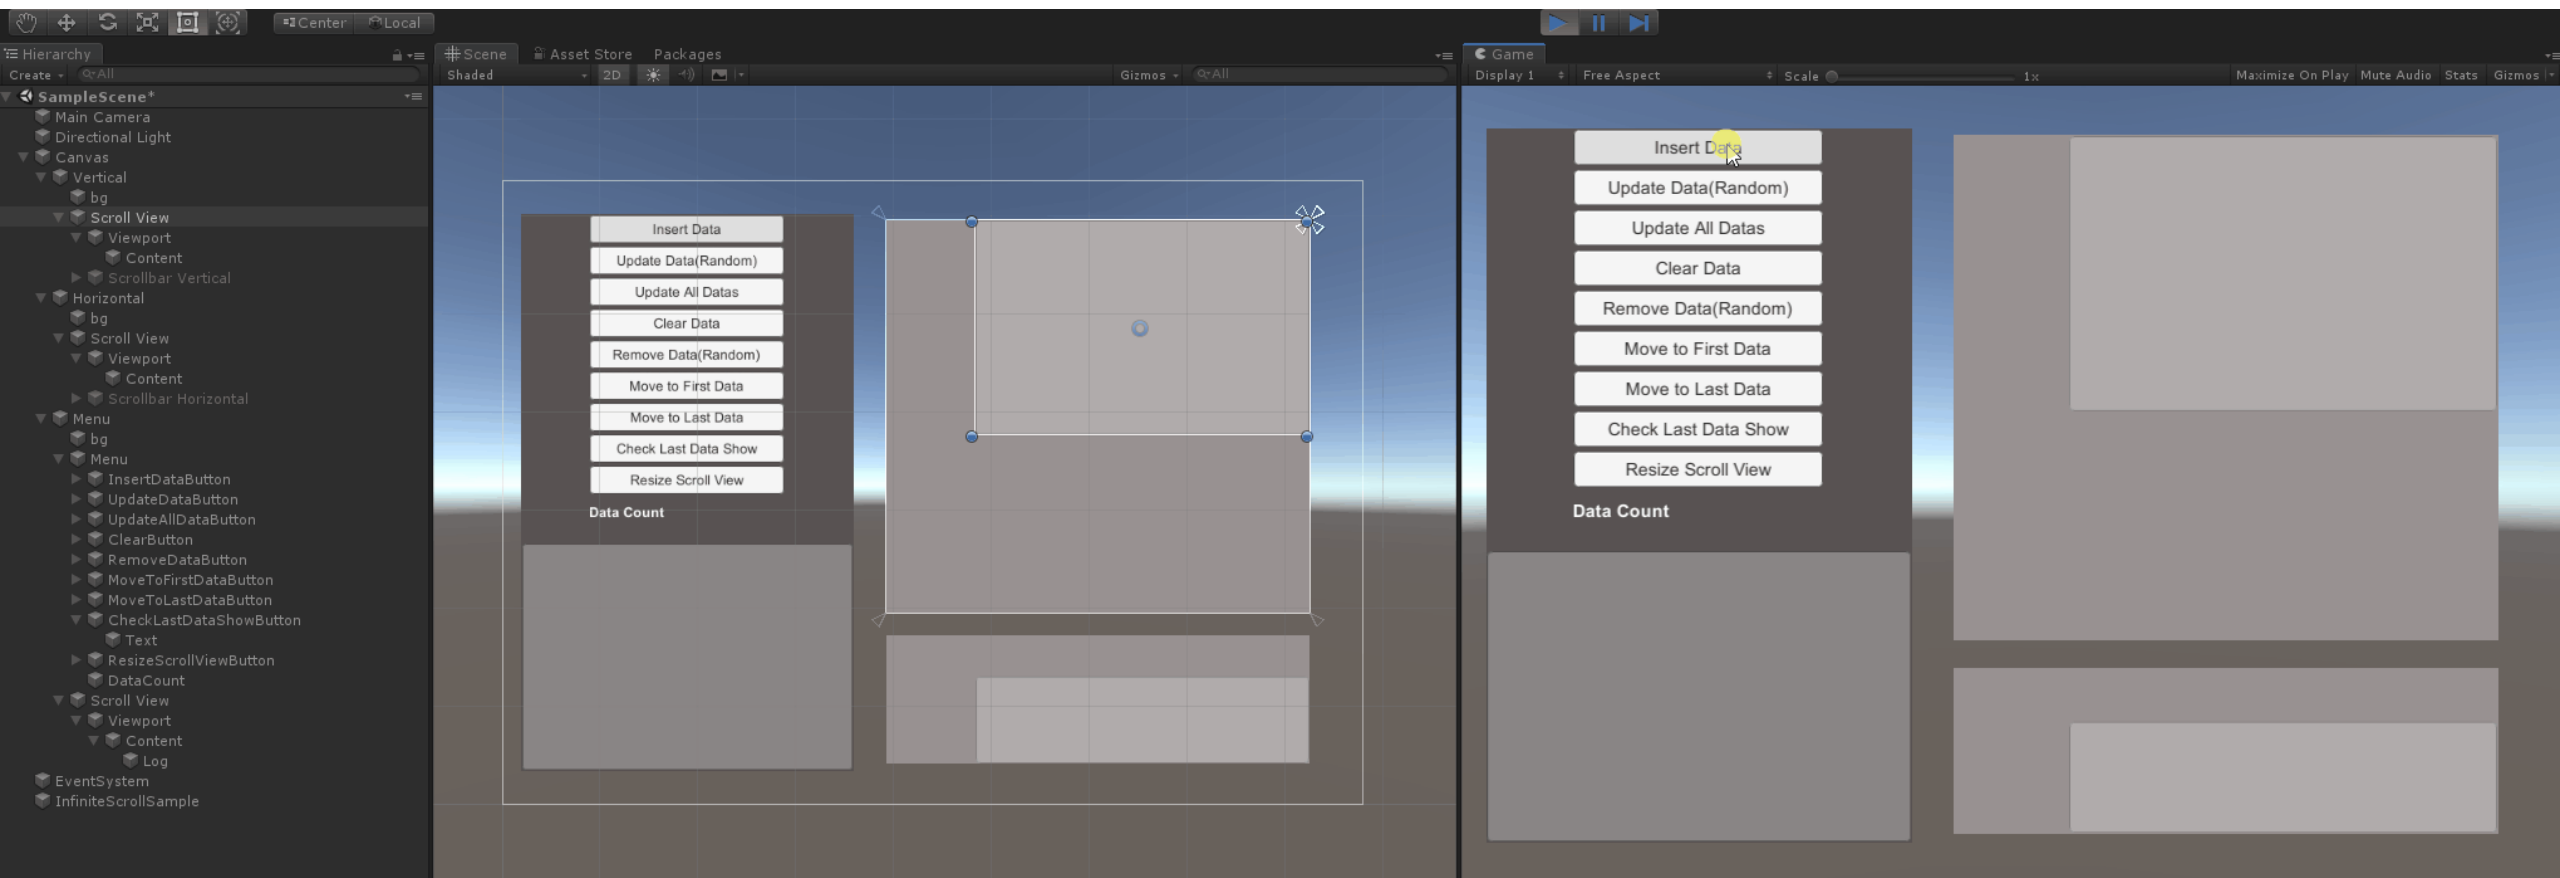 Center
Local
Hierarchy
Create
All
SampleScene*
Main Camera
Directional Light
Canvas
Vertical
bg
Scroll View
Viewport
Content
Scrollbar Vertical
Horizontal
bg
Scroll View
Viewport
Content
Scrollbar Horizontal
Menu
bg
Menu
InsertDataButton
UpdateDataButton
UpdateAllDataButton
ClearButton
RemoveDataButton
MoveToFirstDataButton
MoveToLastDataButton
CheckLastDataShowButton
Text
ResizeScrollViewButton
DataCount
Scroll View
Viewport
Content
Log
EventSystem
InfiniteScrollSample
Scene Asset Store Packages
Shaded 2D Gizmos All
Insert Data
Update Data(Random)
Update All Datas
Clear Data
Remove Data(Random)
Move to First Data
Move to Last Data
Check Last Data Show
Resize Scroll View
Data Count
Game
Display 1 Free Aspect Scale 1x Maximize On Play Mute Audio Stats Gizmos
Insert Data
Update Data(Random)
Update All Datas
Clear Data
Remove Data(Random)
Move to First Data
Move to Last Data
Check Last Data Show
Resize Scroll View
Data Count